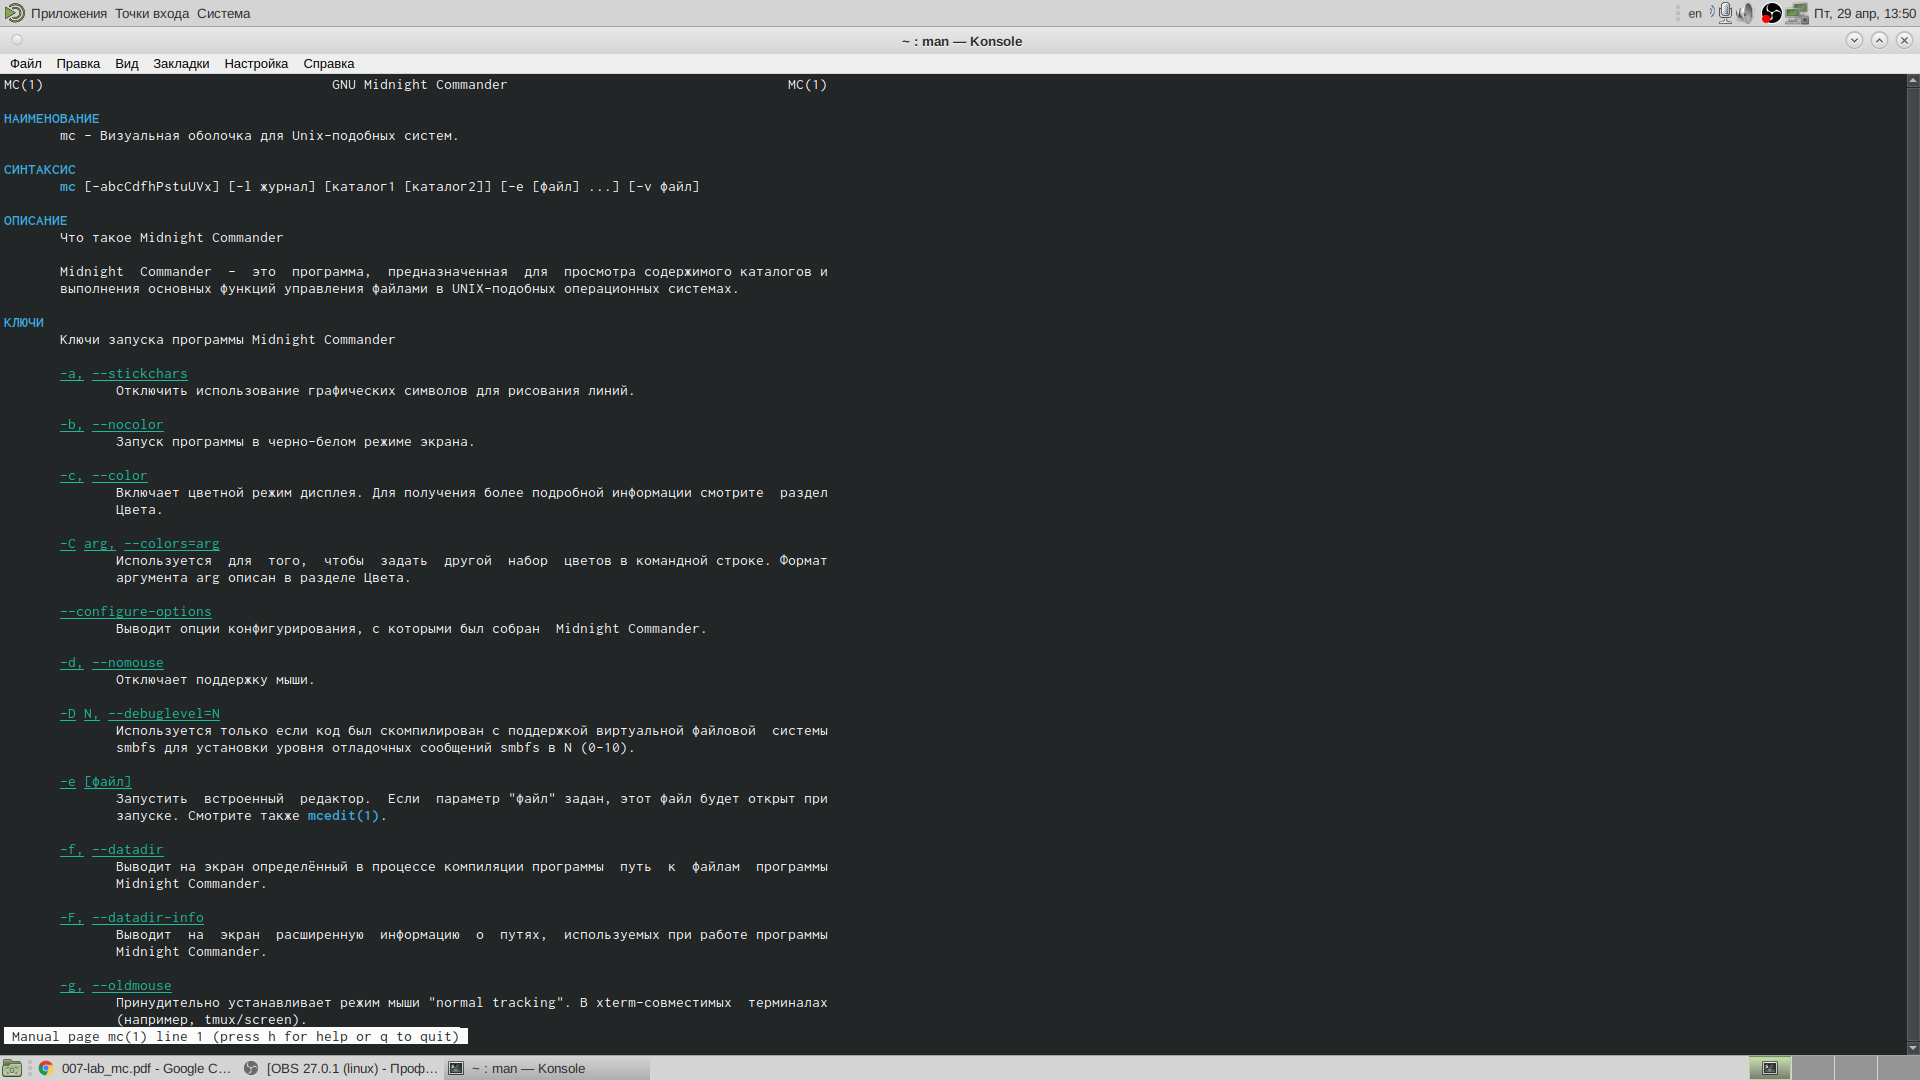 Приложения Точки входа Система en Пт, 29 апр, 13:50
~ : man — Konsole
Файл Правка Вид Закладки Настройка Справка
MC(1) GNU Midnight Commander MC(1)
НАИМЕНОВАНИЕ
mc - Визуальная оболочка для Unix-подобных систем.
СИНТАКСИС
mc [-abcCdfhPstuUVx] [-l журнал] [каталог1 [каталог2]] [-e [файл] ...] [-v файл]
ОПИСАНИЕ
Что такое Midnight Commander
Midnight Commander - это программа, предназначенная для просмотра содержимого каталогов и
выполнения основных функций управления файлами в UNIX-подобных операционных системах.
КЛЮЧИ
Ключи запуска программы Midnight Commander
-a, --stickchars
Отключить использование графических символов для рисования линий.
-b, --nocolor
Запуск программы в черно-белом режиме экрана.
-c, --color
Включает цветной режим дисплея. Для получения более подробной информации смотрите раздел
Цвета.
-C arg, --colors=arg
Используется для того, чтобы задать другой набор цветов в командной строке. Формат
аргумента arg описан в разделе Цвета.
--configure-options
Выводит опции конфигурирования, с которыми был собран Midnight Commander.
-d, --nomouse
Отключает поддержку мыши.
-D N, --debuglevel=N
Используется только если код был скомпилирован с поддержкой виртуальной файловой системы
smbfs для установки уровня отладочных сообщений smbfs в N (0-10).
-e [файл]
Запустить встроенный редактор. Если параметр "файл" задан, этот файл будет открыт при
запуске. Смотрите также mcedit(1).
-f, --datadir
Выводит на экран определённый в процессе компиляции программы путь к файлам программы
Midnight Commander.
-F, --datadir-info
Выводит на экран расширенную информацию о путях, используемых при работе программы
Midnight Commander.
-g, --oldmouse
Принудительно устанавливает режим мыши "normal tracking". В xterm-совместимых терминалах
(например, tmux/screen).
Manual page mc(1) line 1 (press h for help or q to quit)
007-lab_mc.pdf - Google C... [OBS 27.0.1 (linux) - Проф... ~ : man — Konsole